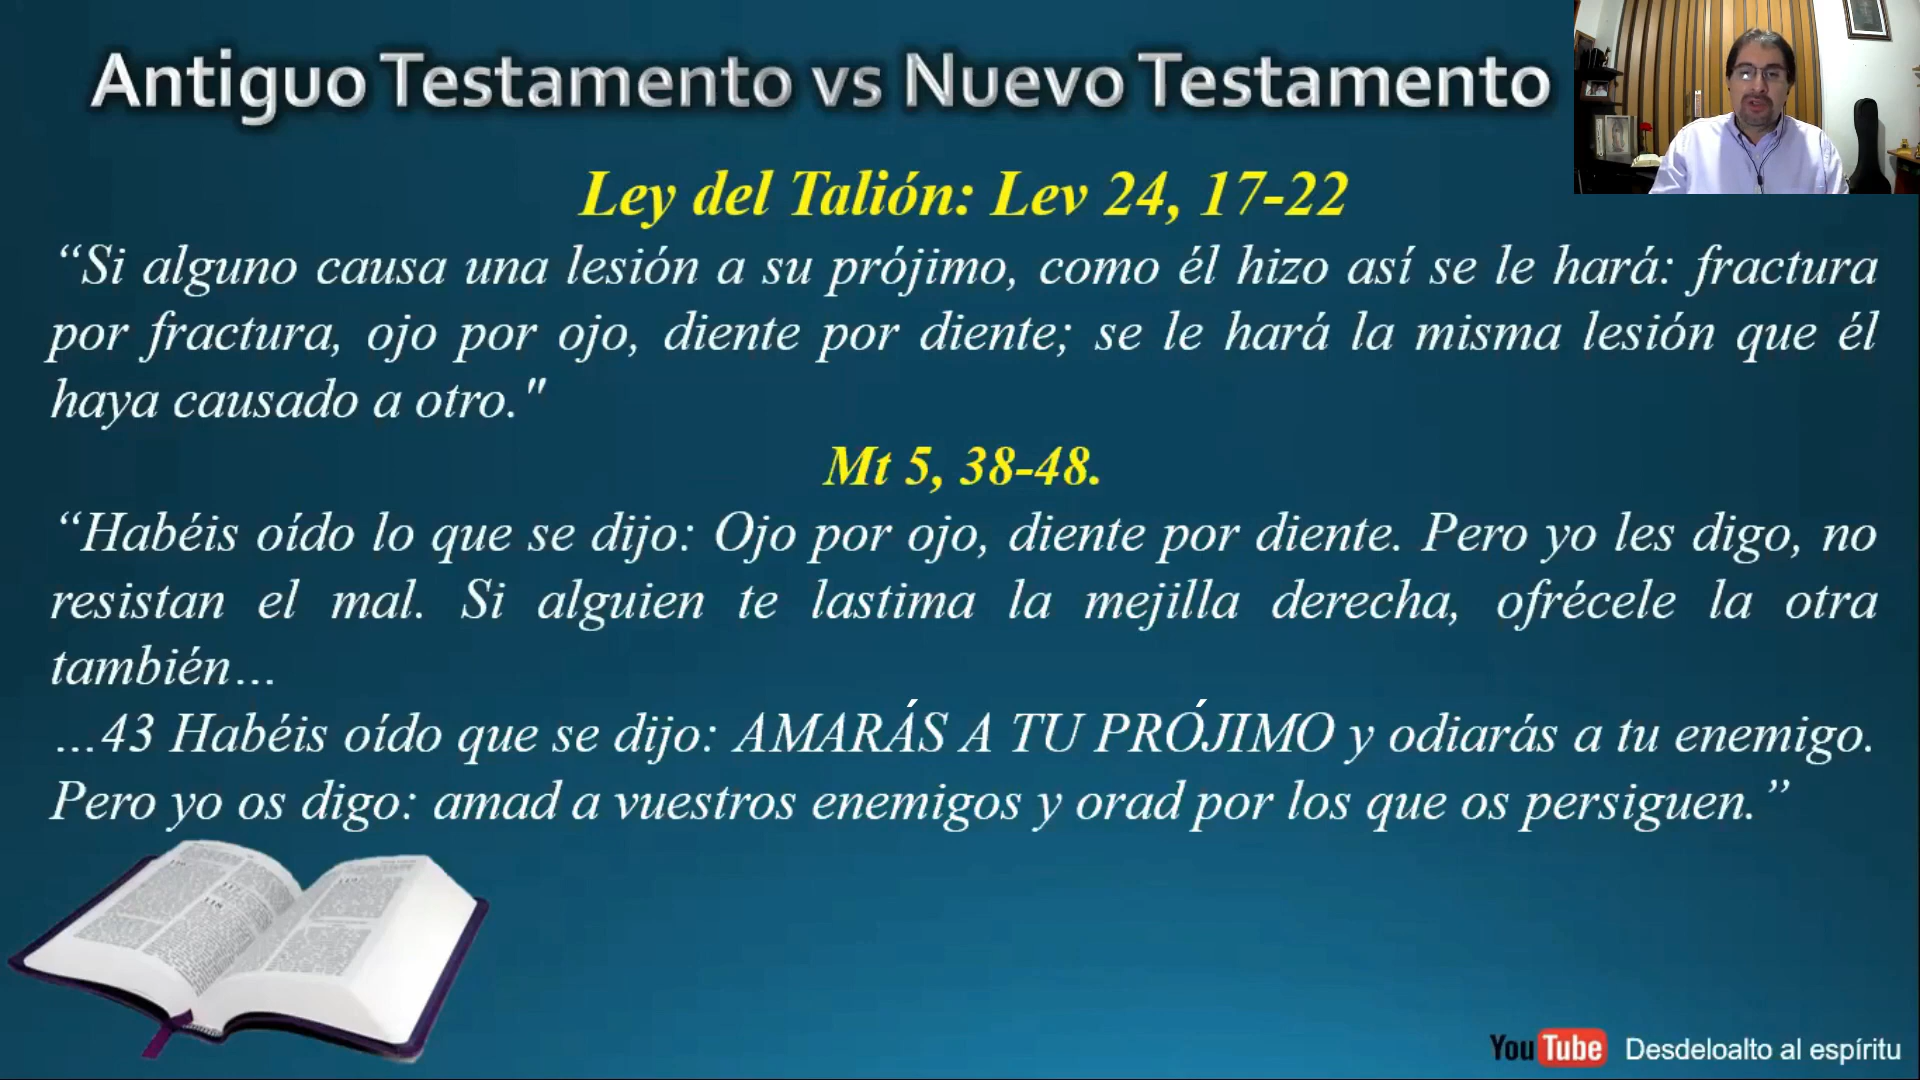 Antiguo Testamento vs Nuevo Testamento
Ley del Talión: Lev 24, 17-22
“Si alguno causa una lesión a su prójimo, como él hizo así se le hará: fractura
por fractura, ojo por ojo, diente por diente; se le hará la misma lesión que él
haya causado a otro."
Mt 5, 38-48.
“Habéis oído lo que se dijo: Ojo por ojo, diente por diente. Pero yo les digo, no
resistan el mal. Si alguien te lastima la mejilla derecha, ofrécele la otra
también…
…43 Habéis oído que se dijo: AMARÁS A TU PRÓJIMO y odiarás a tu enemigo.
Pero yo os digo: amad a vuestros enemigos y orad por los que os persiguen.”
YouTube Desdeloalto al espíritu